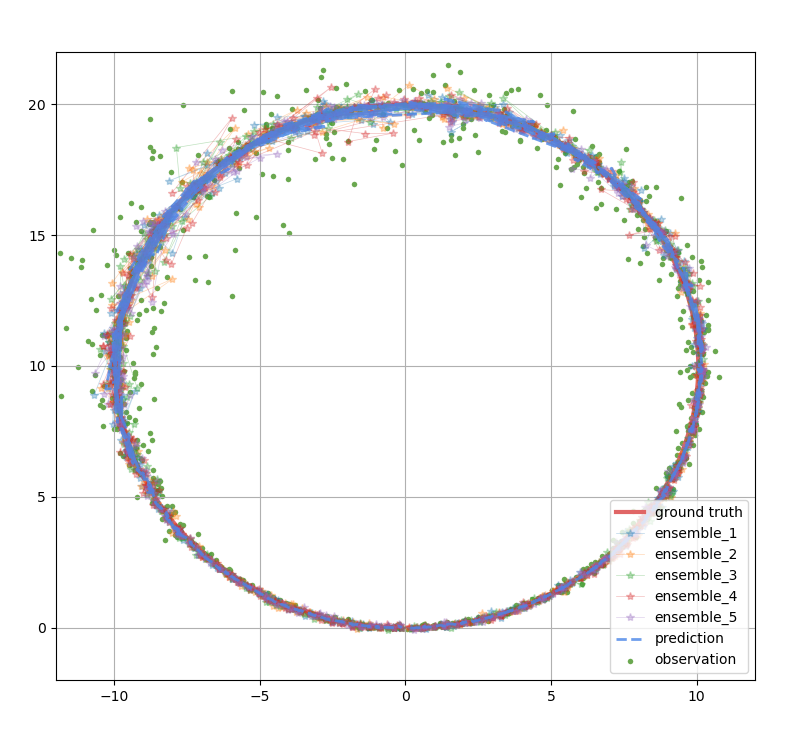 20
15
10
5
0
−10
−5
0
5
10
ground truth
ensemble_1
ensemble_2
ensemble_3
ensemble_4
ensemble_5
prediction
observation